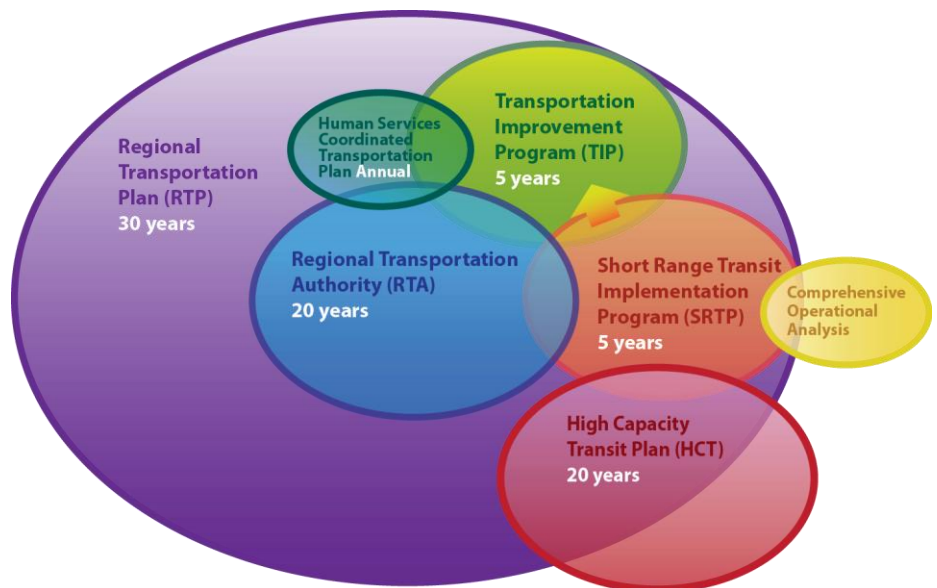 Regional
Transportation
Plan (RTP)
30 years
Human Services
Coordinated
Transportation
Plan Annual
Transportation
Improvement
Program (TIP)
5 years
Regional Transportation
Authority (RTA)
20 years
Short Range Transit
Implementation
Program (SRTP)
5 years
Comprehensive
Operational
Analysis
High Capacity
Transit Plan (HCT)
20 years